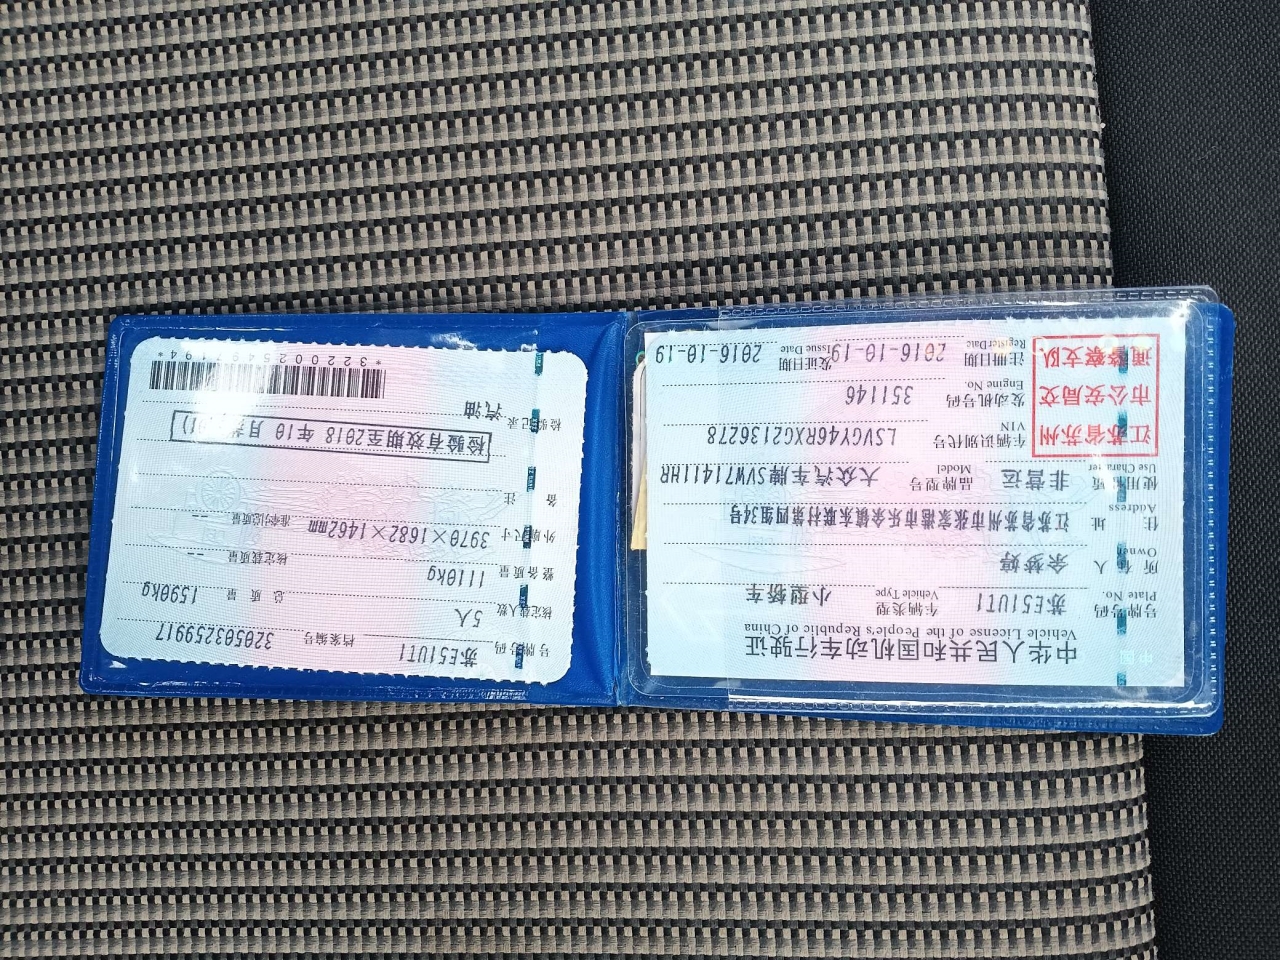 中华人民共和国机动车行驶证
Vehicle License of the People's Republic of China
号牌号码 Plate No. 苏E51UT1 车辆类型 Vehicle Type 小型轿车
所有人 Owner 余梦婷
住址 Address 江苏省苏州市张家港市乐余镇东联村第四组34号
使用性质 Use Character 非营运 品牌型号 Model 大众汽车牌SVW71411HR
车辆识别代号 VIN LSVGY46RXG2136278
发动机号码 Engine No. 351146
注册日期 Register Date 2016-10-19 发证日期 Issue Date 2016-10-19
江苏省苏州
市公安局交
通警察支队
号牌号码 苏E51UT1 档案编号 320503259917
核定载人数 5人 总质量 1590kg
整备质量 1110kg 核定载质量 --
外廓尺寸 3970×1682×1462mm 准牵引总质量 --
备注
检验有效期至2018年10月
检验记录 汽油